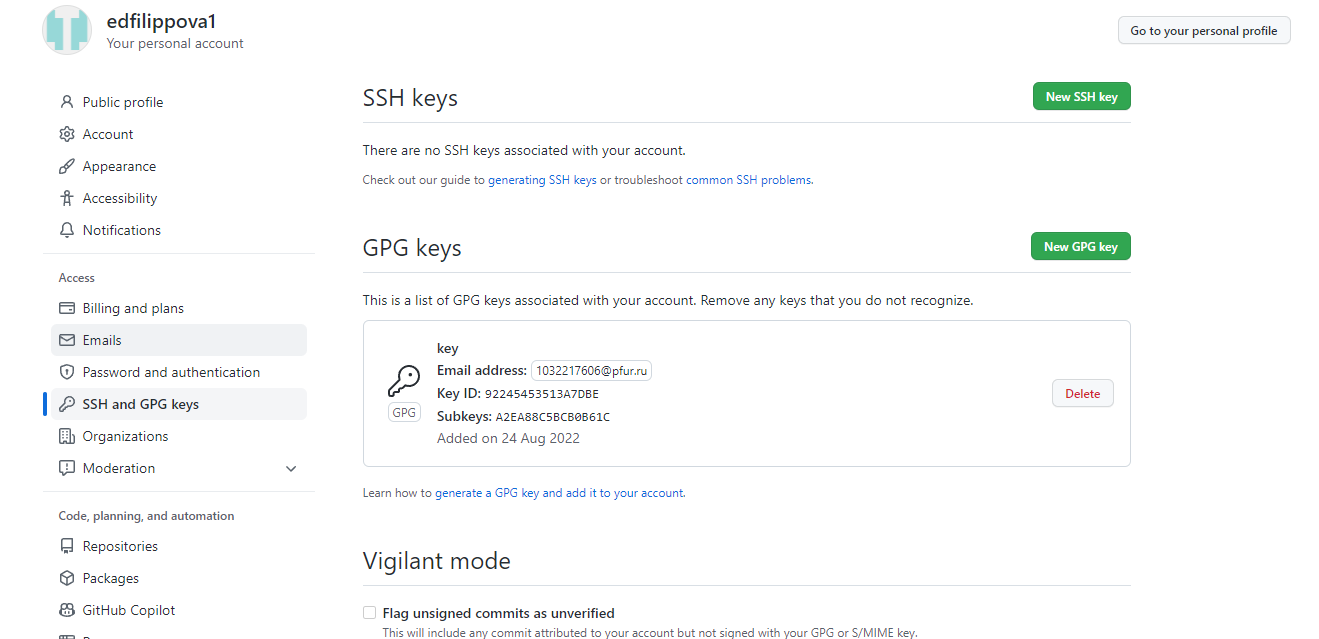 edfilippova1
Your personal account
Go to your personal profile
Public profile
Account
Appearance
Accessibility
Notifications
Access
Billing and plans
Emails
Password and authentication
SSH and GPG keys
Organizations
Moderation
Code, planning, and automation
Repositories
Packages
GitHub Copilot
SSH keys
New SSH key
There are no SSH keys associated with your account.
Check out our guide to generating SSH keys or troubleshoot common SSH problems.
GPG keys
New GPG key
This is a list of GPG keys associated with your account. Remove any keys that you do not recognize.
key
Email address: 1032217606@pfur.ru
Key ID: 92245453513A7DBE
GPG
Subkeys: A2EA88C5BCB0B61C
Added on 24 Aug 2022
Delete
Learn how to generate a GPG key and add it to your account.
Vigilant mode
Flag unsigned commits as unverified
This will include any commit attributed to your account but not signed with your GPG or S/MIME key.